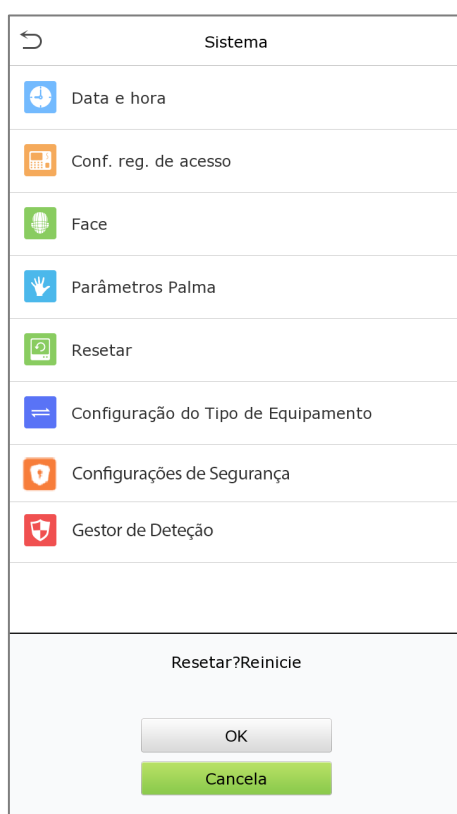 Sistema
Data e hora
Conf. reg. de acesso
Face
Parâmetros Palma
Resetar
Configuração do Tipo de Equipamento
Configurações de Segurança
Gestor de Deteção
Resetar?Reinicie
OK
Cancela